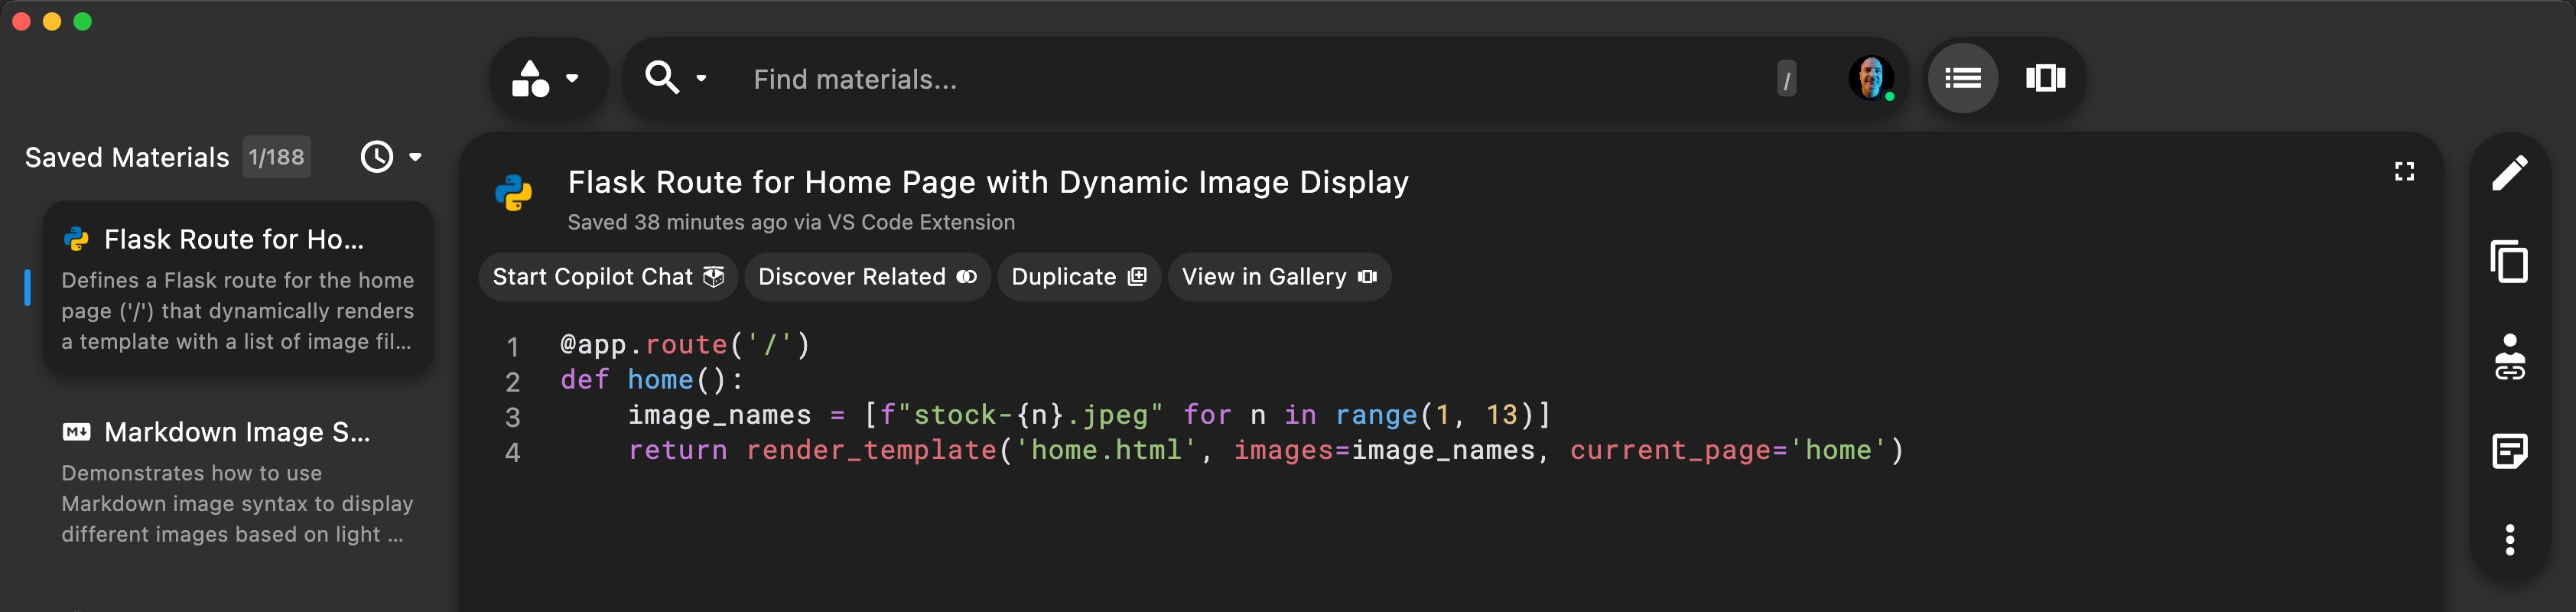 Find materials...
/
Saved Materials 1/188
Flask Route for Ho...
Defines a Flask route for the home
page ('/') that dynamically renders
a template with a list of image fil...
Markdown Image S...
Demonstrates how to use
Markdown image syntax to display
different images based on light ...
Flask Route for Home Page with Dynamic Image Display
Saved 38 minutes ago via VS Code Extension
Start Copilot Chat
Discover Related
Duplicate
View in Gallery
1 @app.route('/')
2 def home():
3     image_names = [f"stock-{n}.jpeg" for n in range(1, 13)]
4     return render_template('home.html', images=image_names, current_page='home')